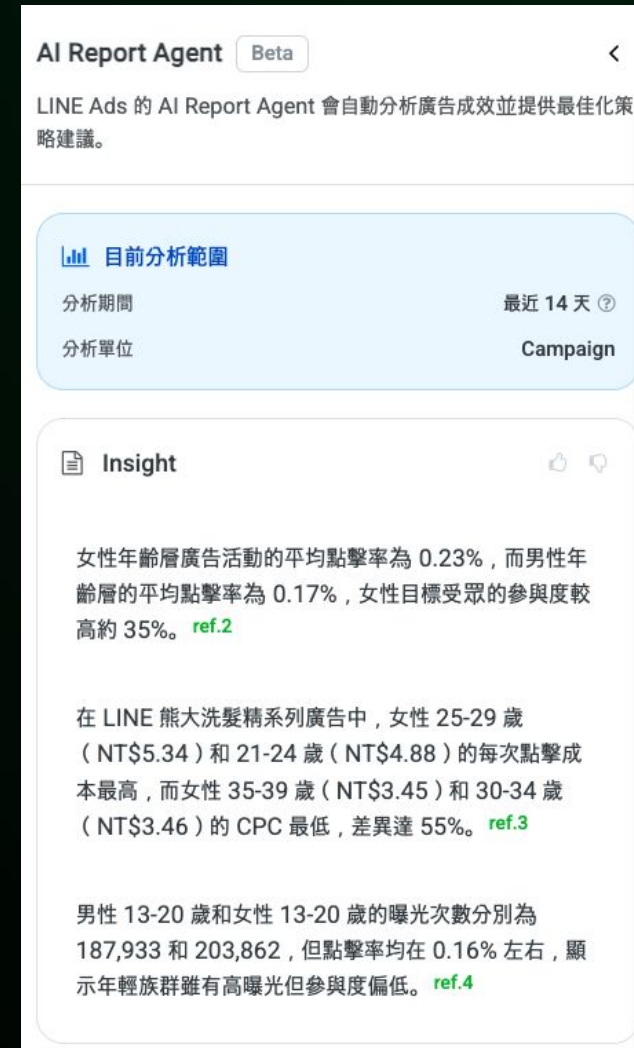 AI Report Agent Beta
LINE Ads 的 AI Report Agent 會自動分析廣告成效並提供最佳化策
略建議。
目前分析範圍
分析期間 最近 14 天
分析單位 Campaign
Insight
女性年齡層廣告活動的平均點擊率為 0.23%，而男性年
齡層的平均點擊率為 0.17%，女性目標受眾的參與度較
高約 35%。 ref.2
在 LINE 熊大洗髮精系列廣告中，女性 25-29 歲
（NT$5.34）和 21-24 歲（NT$4.88）的每次點擊成
本最高，而女性 35-39 歲（NT$3.45）和 30-34 歲
（NT$3.46）的 CPC 最低，差異達 55%。 ref.3
男性 13-20 歲和女性 13-20 歲的曝光次數分別為
187,933 和 203,862，但點擊率均在 0.16% 左右，顯
示年輕族群雖有高曝光但參與度偏低。 ref.4